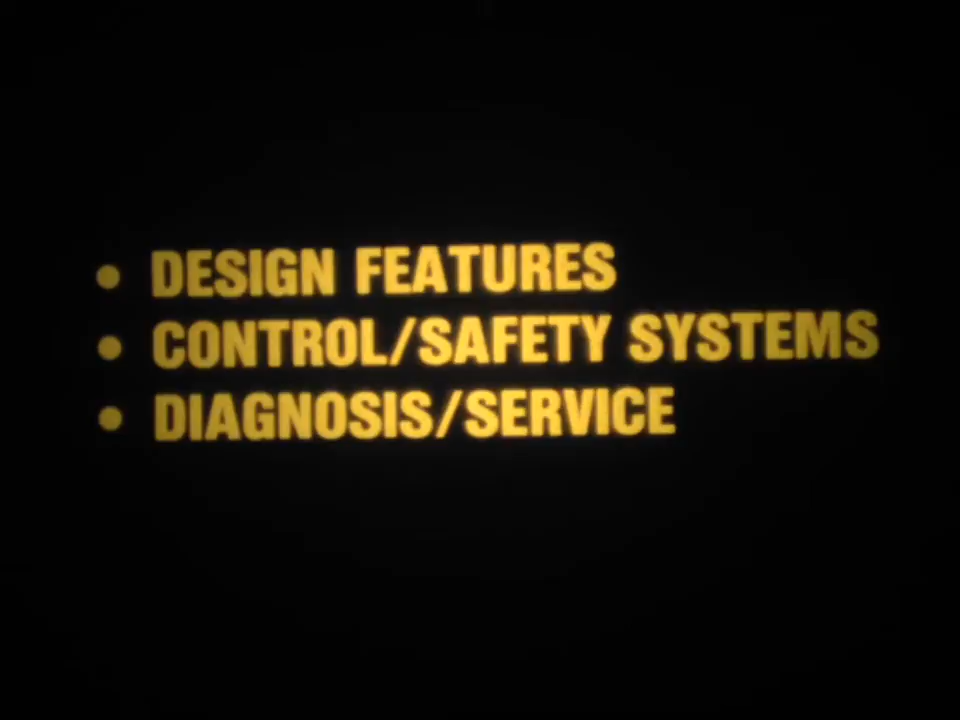 • DESIGN FEATURES
• CONTROL/SAFETY SYSTEMS
• DIAGNOSIS/SERVICE